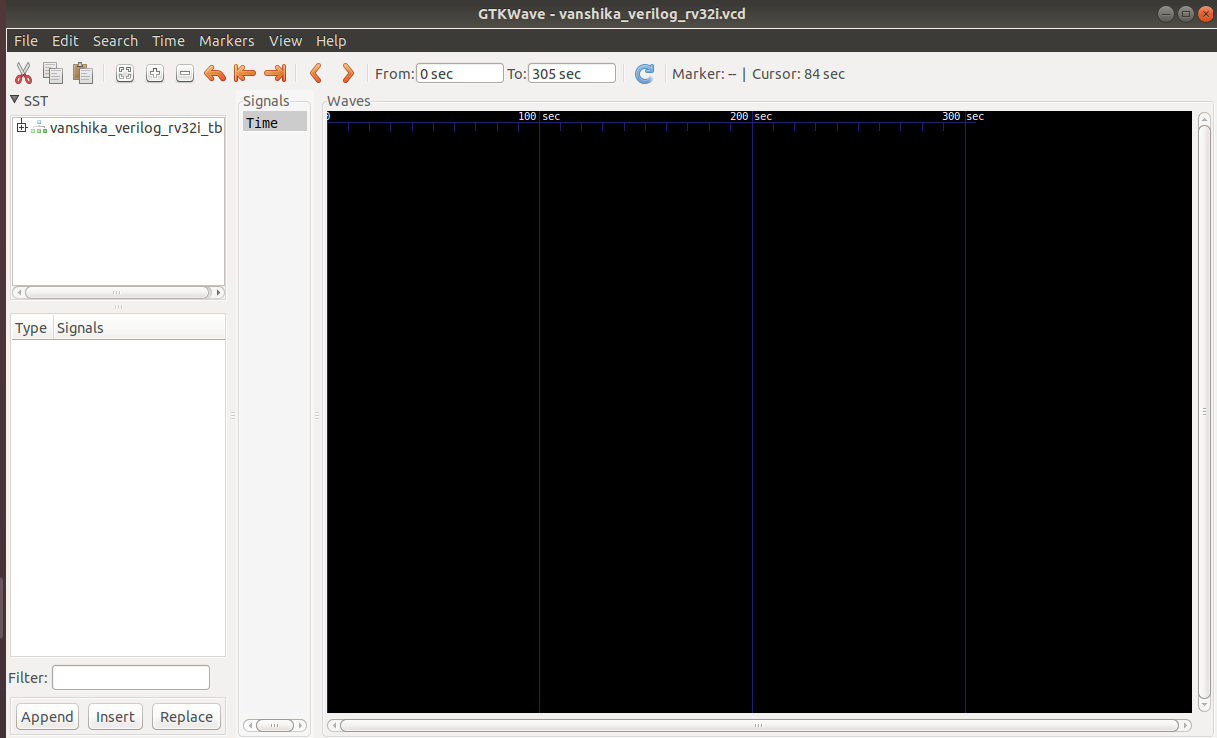 GTKWave - vanshika_verilog_rv32i.vcd
File Edit Search Time Markers View Help
From: 0 sec To: 305 sec Marker: -- | Cursor: 84 sec
SST
vanshika_verilog_rv32i_tb
Type Signals
Filter:
Append Insert Replace
Signals
Time
Waves
0 100 sec 200 sec 300 sec